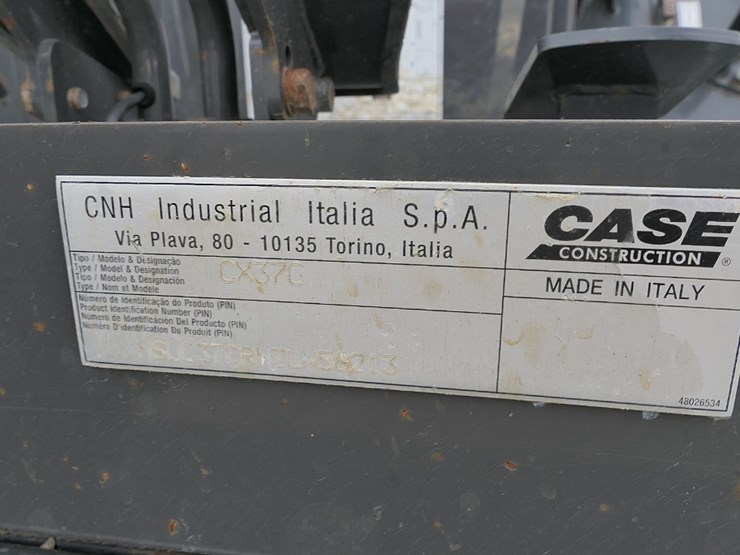 CNH Industrial Italia S.p.A.
Via Plava, 80 - 10135 Torino, Italia
Tipo / Modelo & Designação
Type / Model & Designation
Tipo / Modelo & Designación
Type / Nom et Modele
CX37C
Número de Identificação do Produto (PIN)
Product Identification Number (PIN)
Número de Identificación Del Producto (PIN)
Numéro D'identification Du Produit (PIN)
CASE
CONSTRUCTION ®
MADE IN ITALY
48026534